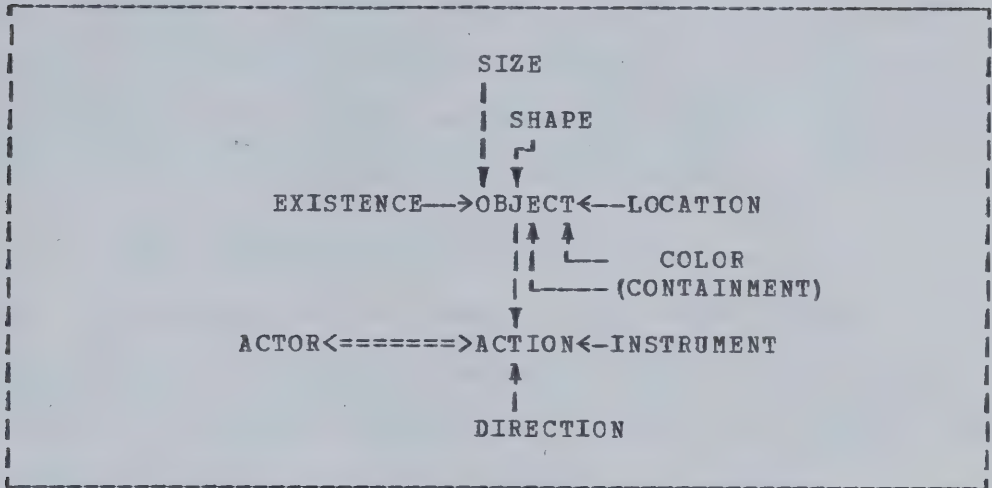 SIZE
SHAPE
EXISTENCE-->OBJECT<--LOCATION
COLOR
(CONTAINMENT)
ACTOR<=======>ACTION<-INSTRUMENT
DIRECTION